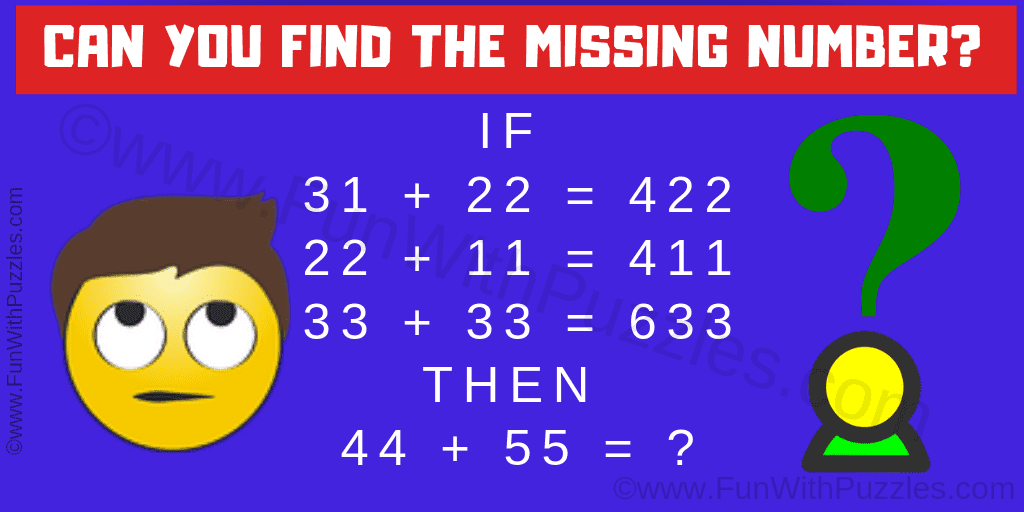 CAN YOU FIND THE MISSING NUMBER?
IF
31 + 22 = 422
22 + 11 = 411
33 + 33 = 633
THEN
44 + 55 = ?
©www.FunWithPuzzles.com
©www.FunWithPuzzles.com
©www.FunWithPuzzles.com